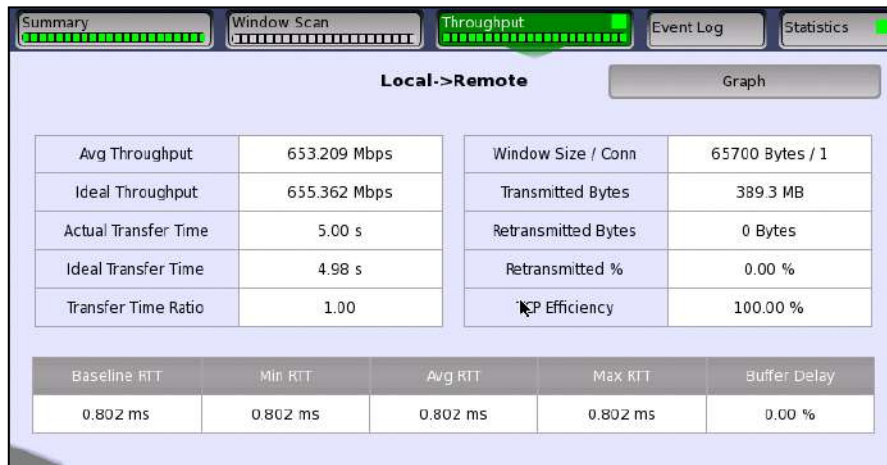 Summary
Window Scan
Throughput
Event Log
Statistics
Local->Remote
Graph
Avg Throughput 653.209 Mbps
Ideal Throughput 655.362 Mbps
Actual Transfer Time 5.00 s
Ideal Transfer Time 4.98 s
Transfer Time Ratio 1.00
Window Size / Conn 65700 Bytes / 1
Transmitted Bytes 389.3 MB
Retransmitted Bytes 0 Bytes
Retransmitted % 0.00 %
TCP Efficiency 100.00 %
Baseline RTT Min RTT Avg RTT Max RTT Buffer Delay
0.802 ms 0.802 ms 0.802 ms 0.802 ms 0.00 %